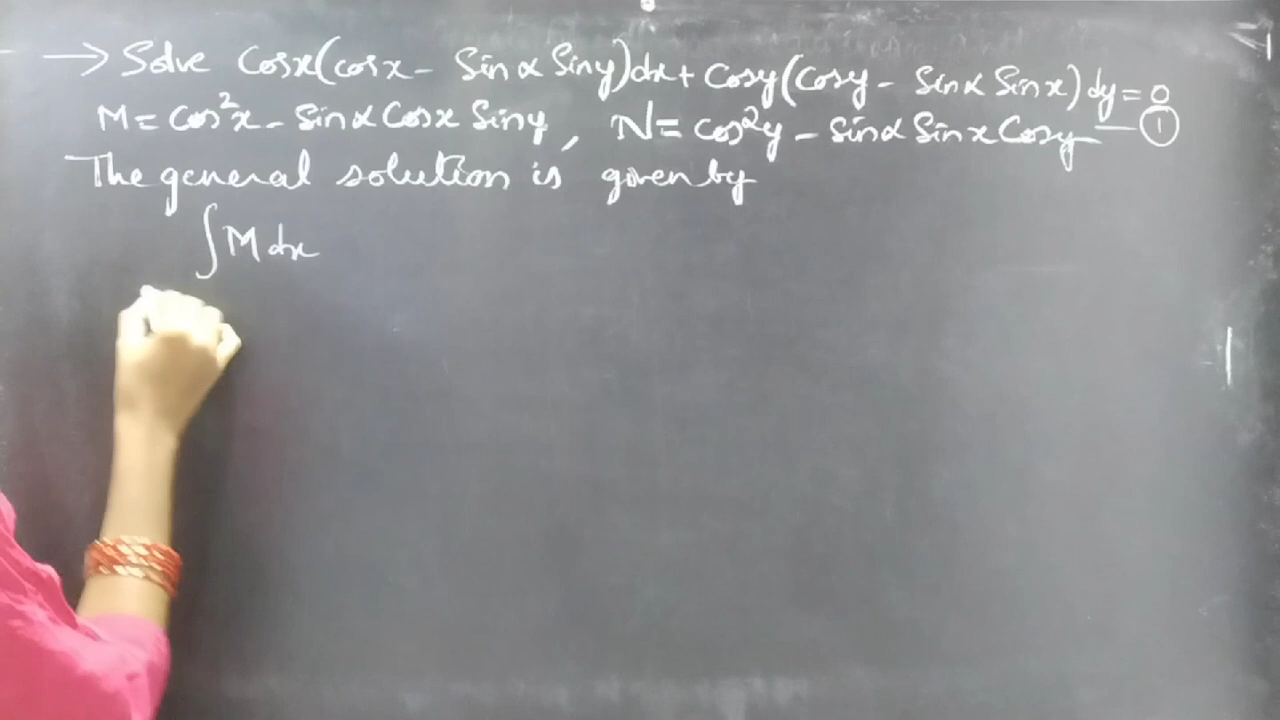 → Solve Cosx(cosx - Sinα Siny)dx + Cosy(Cosy - Sinα Sinx)dy = 0
M = Cos²x - Sinα Cosx Siny, N = cos²y - Sinα Sinx Cosy — ①
The general solution is given by
∫M dx